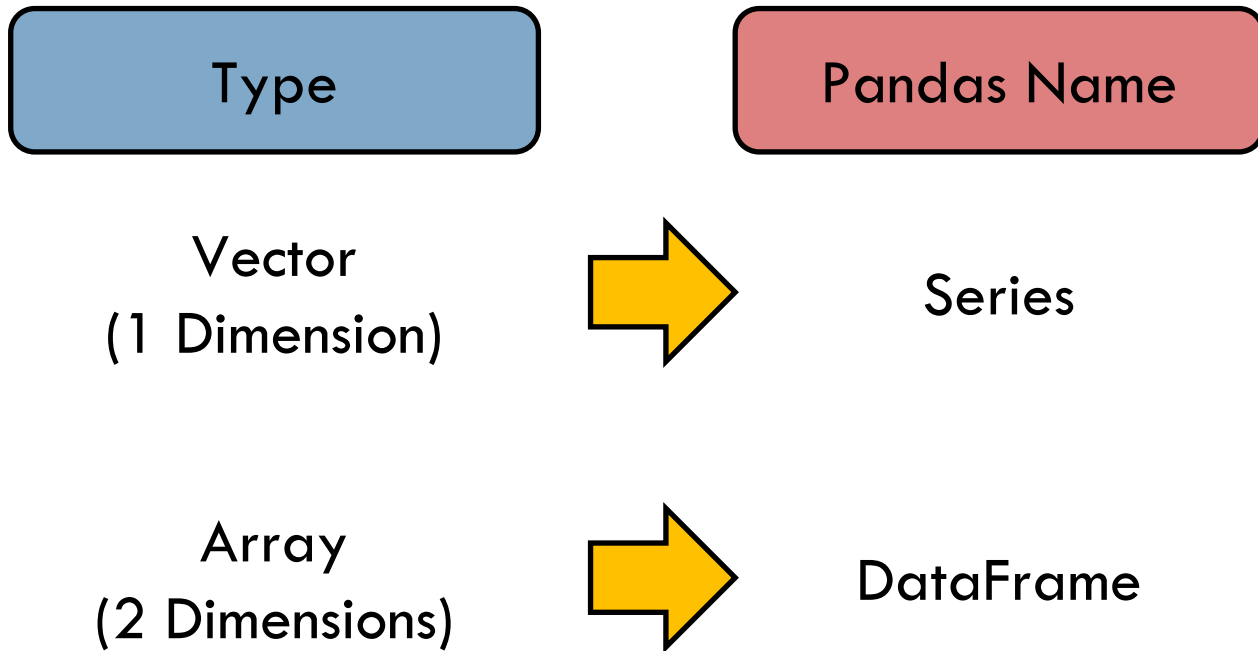 Type
Pandas Name
Vector
(1 Dimension)
Series
Array
(2 Dimensions)
DataFrame